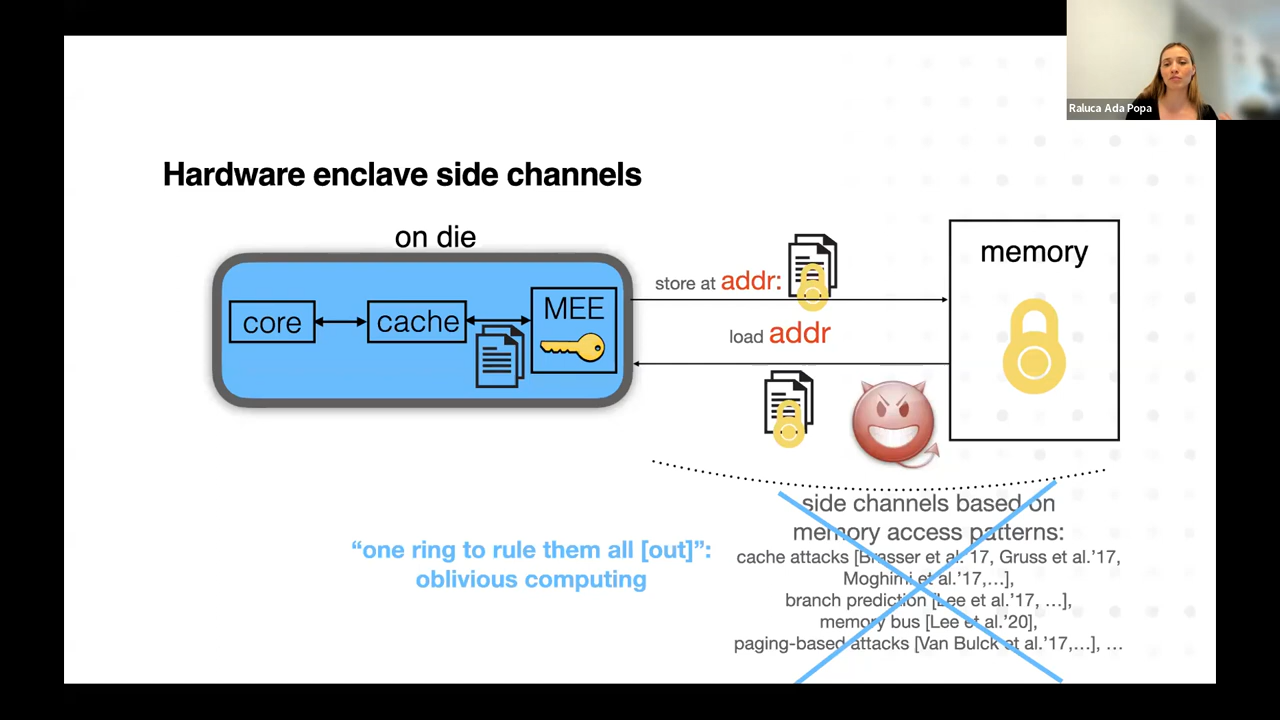 Raluca Ada Popa
Hardware enclave side channels
on die
core
cache
MEE
store at addr:
load addr
memory
side channels based on
memory access patterns:
cache attacks [Brasser et al.'17, Gruss et al.'17,
Moghimi et al.'17,…],
branch prediction [Lee et al.'17, …],
memory bus [Lee et al.'20],
paging-based attacks [Van Bulck et al.'17,…], …
“one ring to rule them all [out]”:
oblivious computing